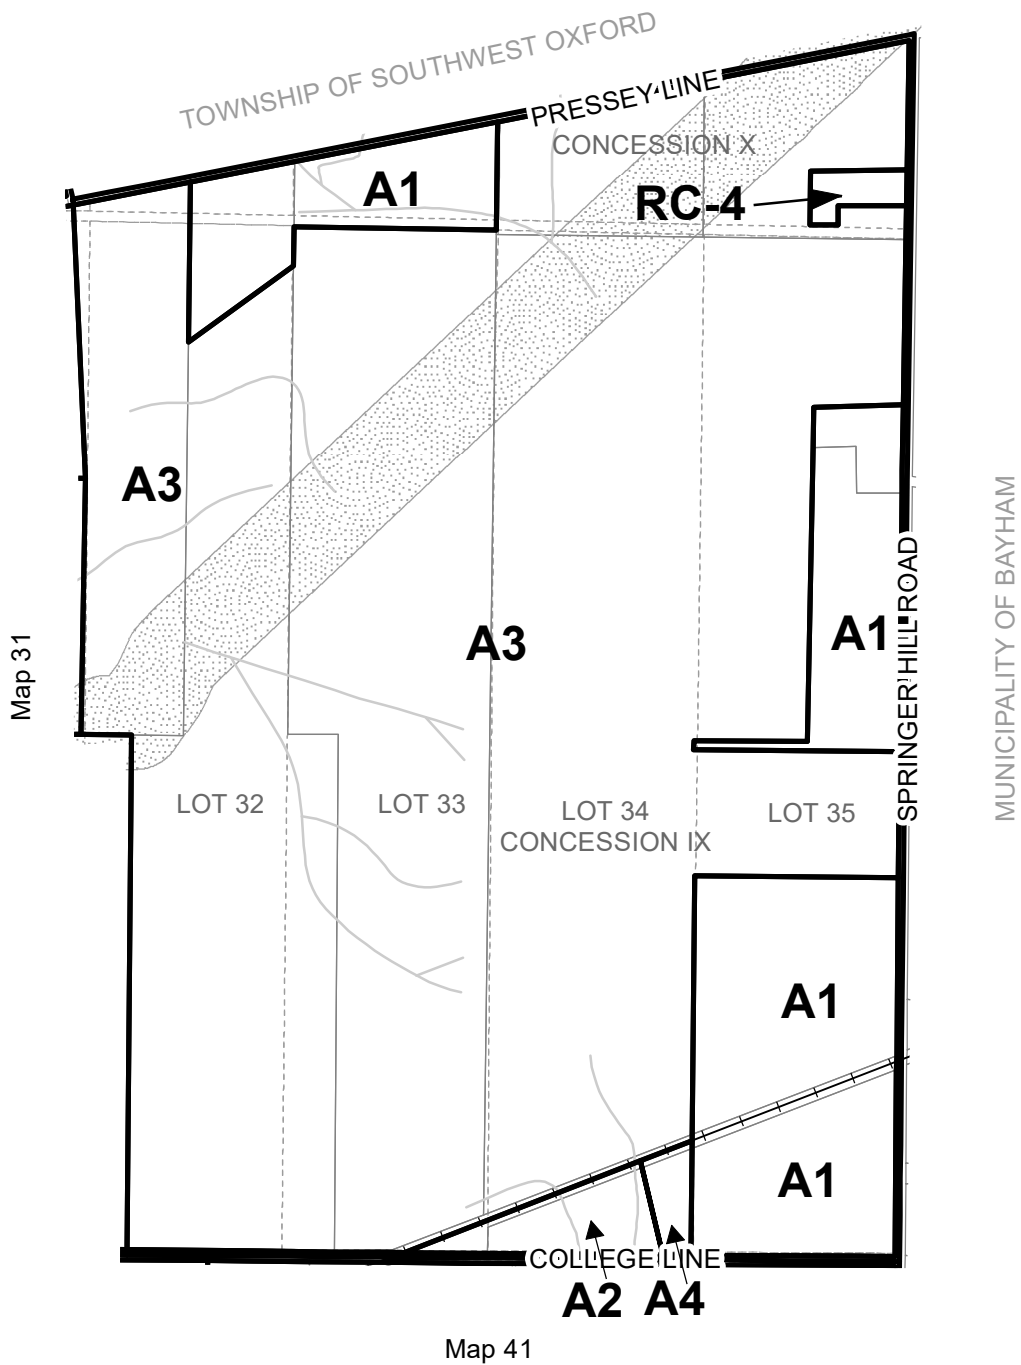 TOWNSHIP OF SOUTHWEST OXFORD
PRESSEY LINE
CONCESSION X
A1
RC-4
A3
A3
A1
SPRINGER HILL ROAD
MUNICIPALITY OF BAYHAM
Map 31
LOT 32
LOT 33
LOT 34
CONCESSION IX
LOT 35
A1
A1
COLLEGE LINE
A2
A4
Map 41